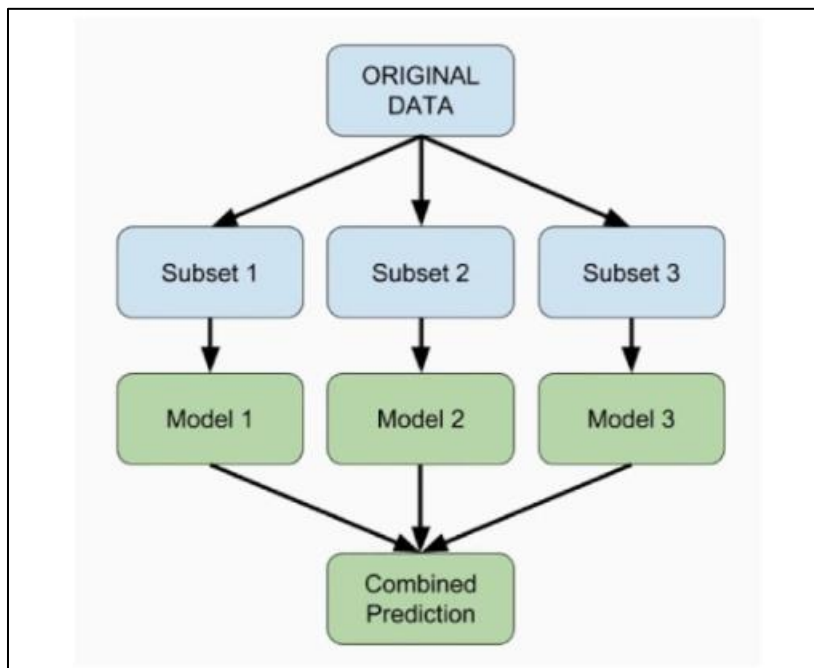 ORIGINAL
DATA
Subset 1
Subset 2
Subset 3
Model 1
Model 2
Model 3
Combined
Prediction